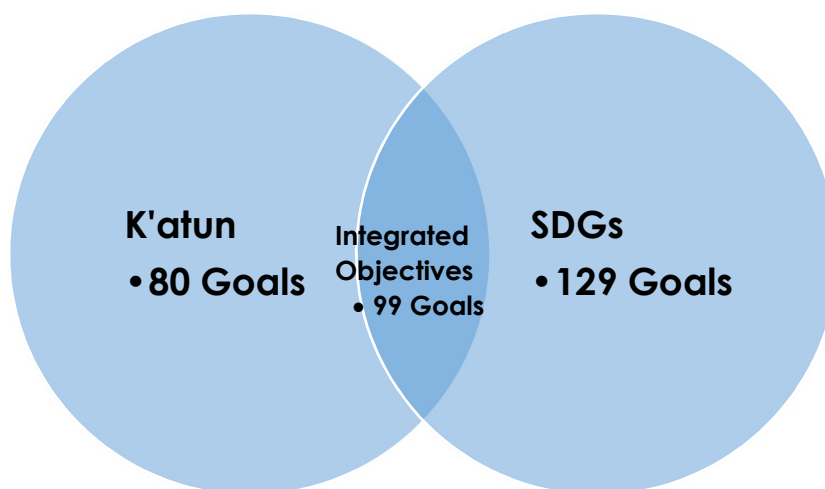 K'atun
•80 Goals
Integrated
Objectives
• 99 Goals
SDGs
•129 Goals